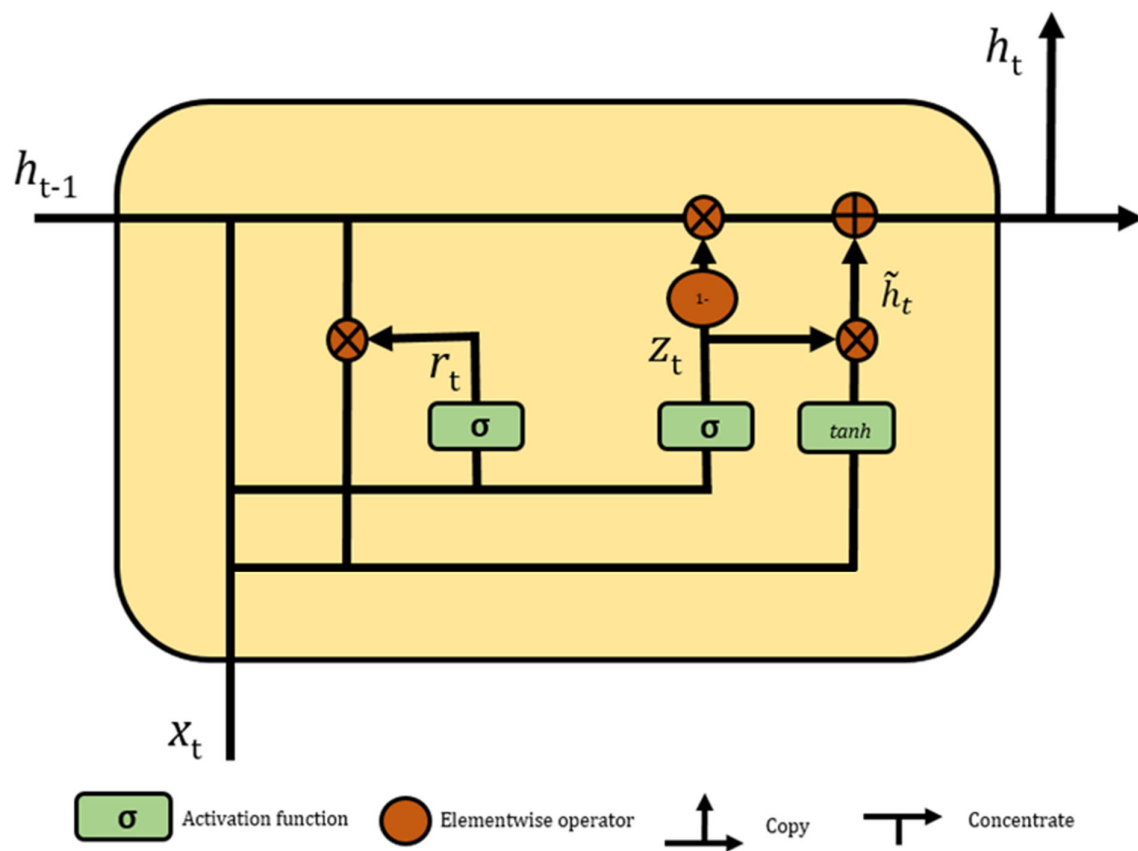 h_t
h_t-1
1-
h̃_t
z_t
r_t
σ
σ
tanh
x_t
σ Activation function
Elementwise operator
Copy
Concentrate